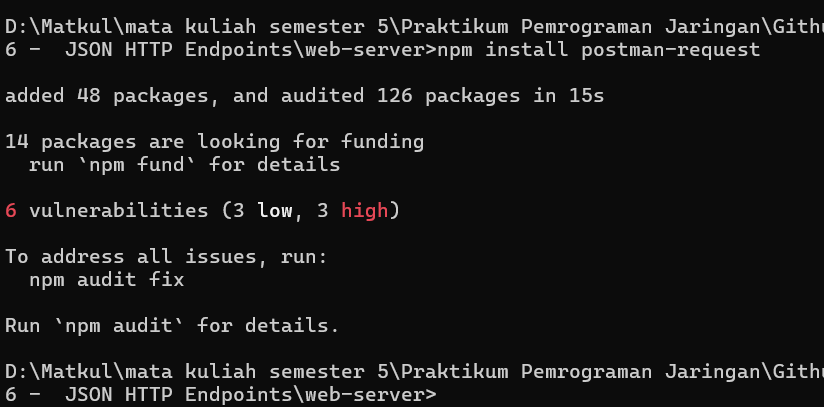 D:\Matkul\mata kuliah semester 5\Praktikum Pemrograman Jaringan\Githu
6 -  JSON HTTP Endpoints\web-server>npm install postman-request
added 48 packages, and audited 126 packages in 15s
14 packages are looking for funding
  run `npm fund` for details
6 vulnerabilities (3 low, 3 high)
To address all issues, run:
  npm audit fix
Run `npm audit` for details.
D:\Matkul\mata kuliah semester 5\Praktikum Pemrograman Jaringan\Githu
6 -  JSON HTTP Endpoints\web-server>